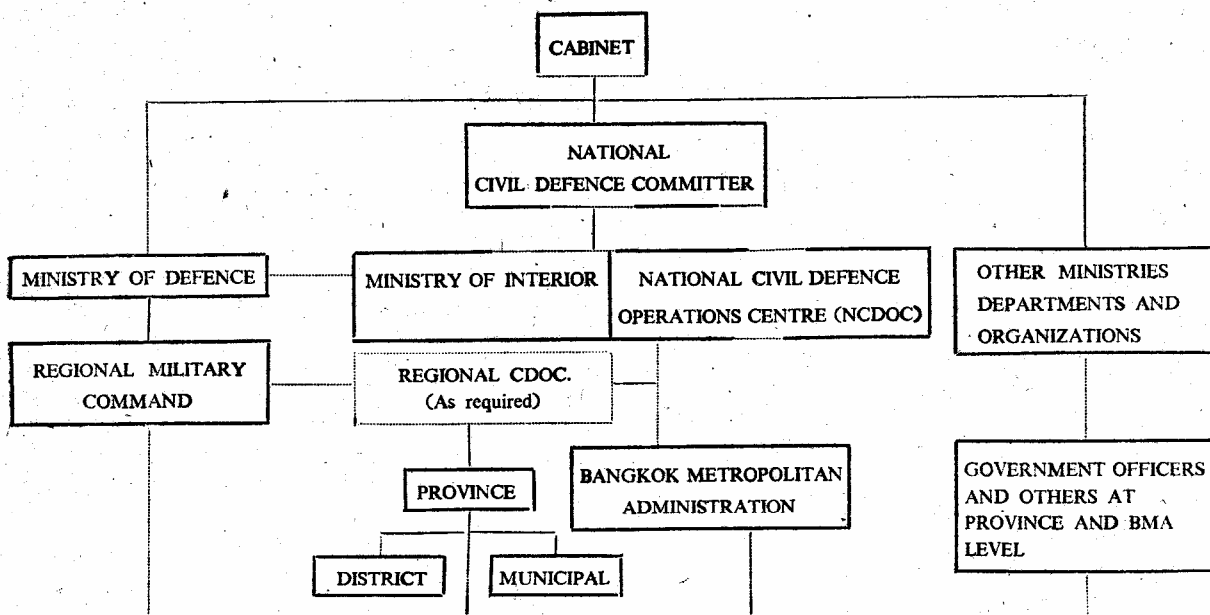 CABINET
NATIONAL
CIVIL DEFENCE COMMITTER
MINISTRY OF DEFENCE
MINISTRY OF INTERIOR
NATIONAL CIVIL DEFENCE
OPERATIONS CENTRE (NCDOC)
OTHER MINISTRIES
DEPARTMENTS AND
ORGANIZATIONS
REGIONAL MILITARY
COMMAND
REGIONAL CDOC.
(As required)
PROVINCE
BANGKOK METROPOLITAN
ADMINISTRATION
GOVERNMENT OFFICERS
AND OTHERS AT
PROVINCE AND BMA
LEVEL
DISTRICT
MUNICIPAL